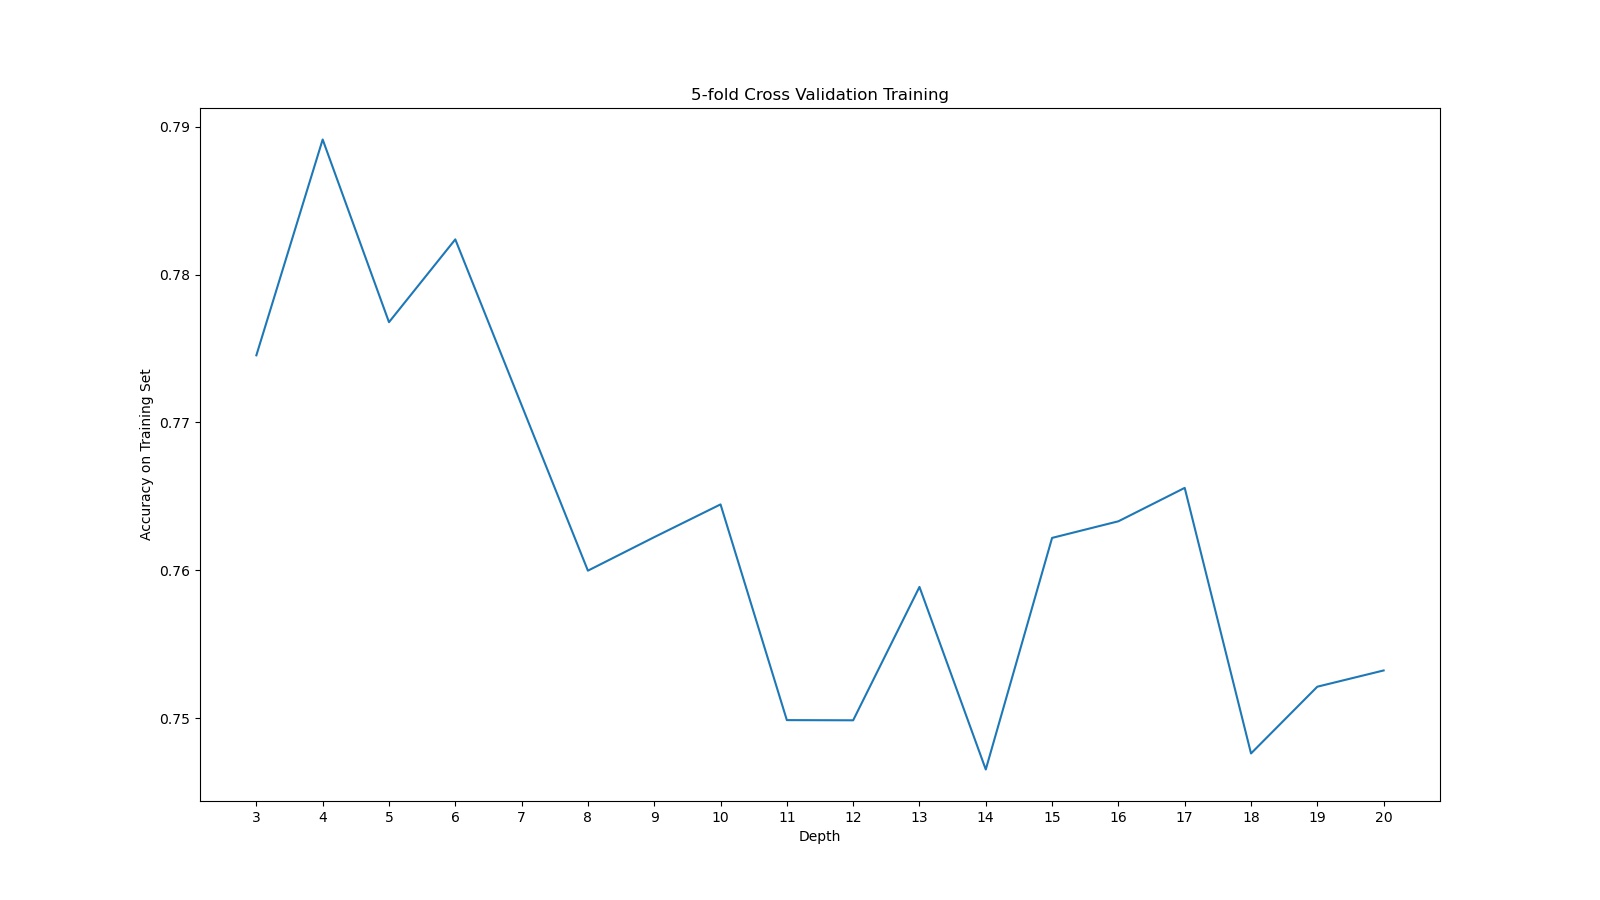 5-fold Cross Validation Training
0.79
0.78
0.77
0.76
0.75
Accuracy on Training Set
3 4 5 6 7 8 9 10 11 12 13 14 15 16 17 18 19 20
Depth